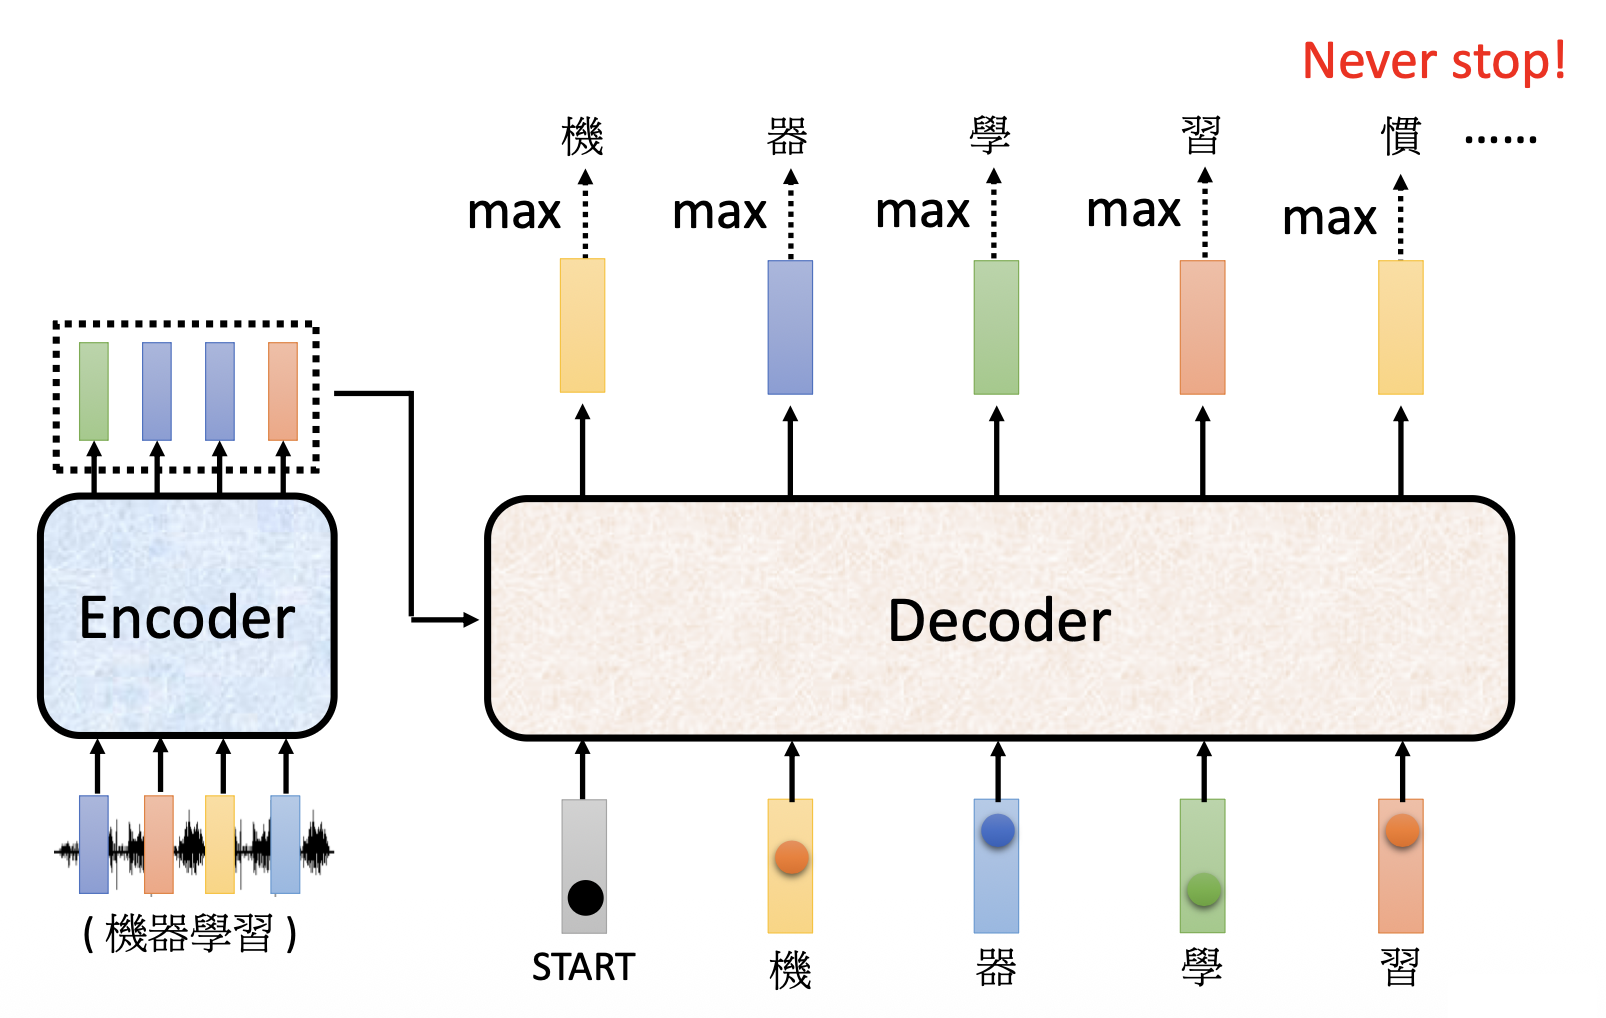 Never stop!
機 器 學 習 慣 ……
max max max max max
Encoder
Decoder
( 機器學習 )
START 機 器 學 習